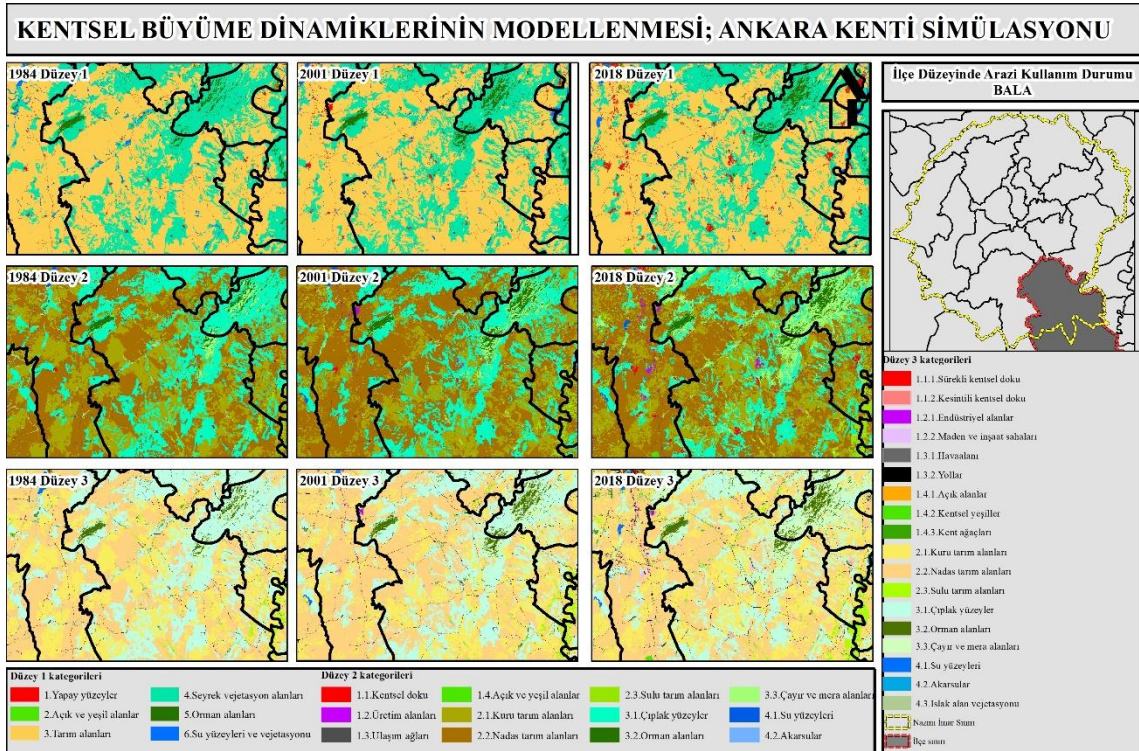 KENTSEL BÜYÜME DİNAMİKLERİNİN MODELLENMESİ; ANKARA KENTİ SİMÜLASYONU
1984 Düzey 1
2001 Düzey 1
2018 Düzey 1
İlçe Düzeyinde Arazi Kullanım Durumu
BALA
1984 Düzey 2
2001 Düzey 2
2018 Düzey 2
1984 Düzey 3
2001 Düzey 3
2018 Düzey 3
Düzey 3 kategorileri
1.1.1.Sürekli kentsel doku
1.1.2.Kesintili kentsel doku
1.2.1.Endüstriyel alanlar
1.2.2.Maden ve inşaat sahaları
1.3.1.Havaalanı
1.3.2.Yollar
1.4.1.Açık alanlar
1.4.2.Kentsel yeşiller
1.4.3.Kent ağaçları
2.1.Kuru tarım alanları
2.2.Nadas tarım alanları
2.3.Sulu tarım alanları
3.1.Çıplak yüzeyler
3.2.Orman alanları
3.3.Çayır ve mera alanları
4.1.Su yüzeyleri
4.2.Akarsular
4.3.Islak alan vejetasyonu
Nazım İmar Sınırı
İlçe sınırı
Düzey 1 kategorileri
1.Yapay yüzeyler
2.Açık ve yeşil alanlar
3.Tarım alanları
4.Seyrek vejetasyon alanları
5.Orman alanları
6.Su yüzeyleri ve vejetasyonu
Düzey 2 kategorileri
1.1.Kentsel doku
1.2.Üretim alanları
1.3.Ulaşım ağları
1.4.Açık ve yeşil alanlar
2.1.Kuru tarım alanları
2.2.Nadas tarım alanları
2.3.Sulu tarım alanları
3.1.Çıplak yüzeyler
3.2.Orman alanları
3.3.Çayır ve mera alanları
4.1.Su yüzeyleri
4.2.Akarsular